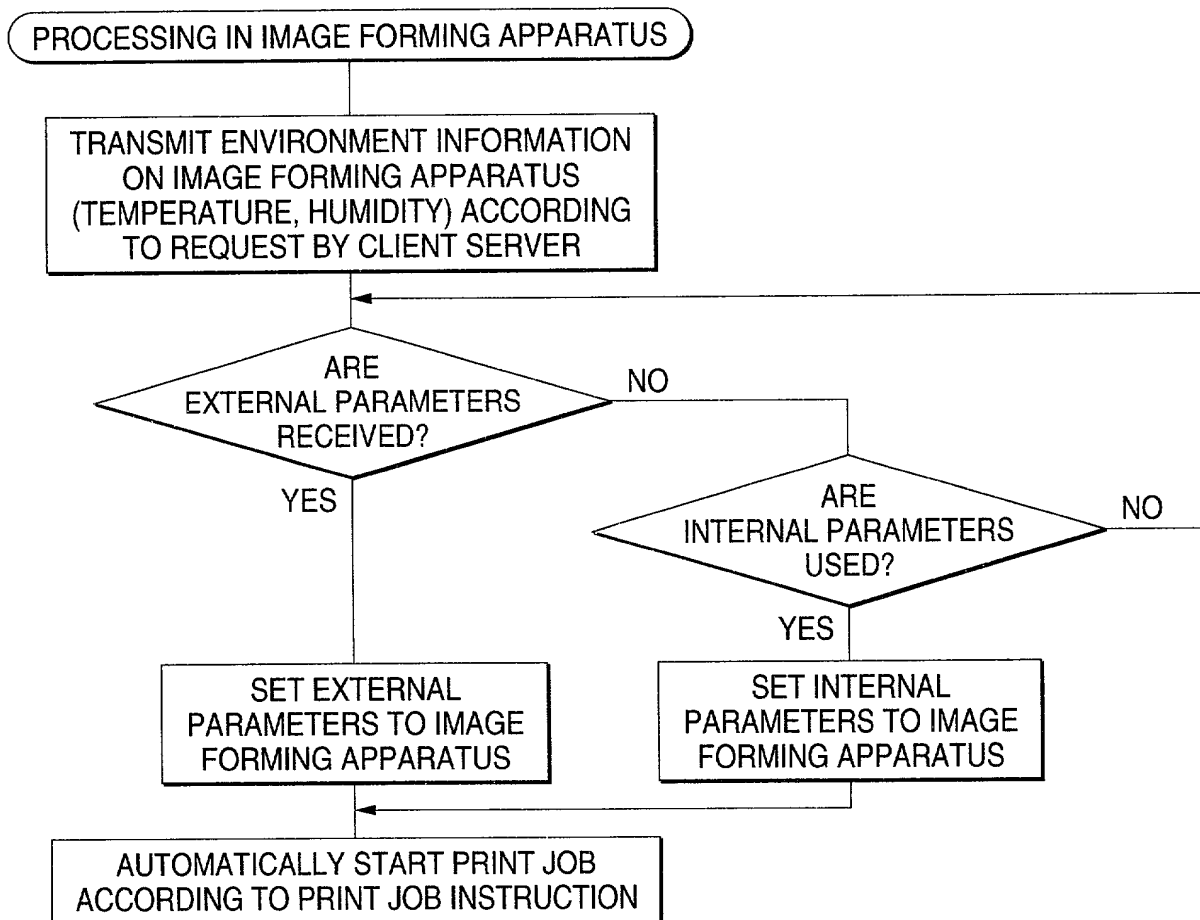 PROCESSING IN IMAGE FORMING APPARATUS
TRANSMIT ENVIRONMENT INFORMATION
ON IMAGE FORMING APPARATUS
(TEMPERATURE, HUMIDITY) ACCORDING
TO REQUEST BY CLIENT SERVER
ARE
EXTERNAL PARAMETERS
RECEIVED?
NO
YES
ARE
INTERNAL PARAMETERS
USED?
NO
YES
SET EXTERNAL
PARAMETERS TO IMAGE
FORMING APPARATUS
SET INTERNAL
PARAMETERS TO IMAGE
FORMING APPARATUS
AUTOMATICALLY START PRINT JOB
ACCORDING TO PRINT JOB INSTRUCTION